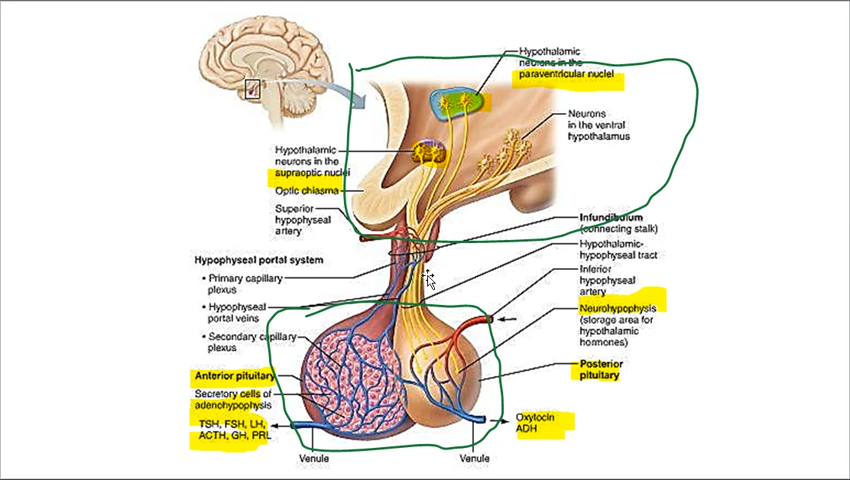 Hypothalamic
neurons in the
paraventricular nuclei
Neurons
in the ventral
hypothalamus
Hypothalamic
neurons in the
supraoptic nuclei
Optic chiasma
Superior
hypophyseal
artery
Infundibulum
(connecting stalk)
Hypothalamic-
hypophyseal tract
Inferior
hypophyseal
artery
Neurohypophysis
(storage area for
hypothalamic
hormones)
Posterior
pituitary
Hypophyseal portal system
• Primary capillary
plexus
• Hypophyseal
portal veins
• Secondary capillary
plexus
Anterior pituitary
Secretory cells of
adenohypophysis
TSH, FSH, LH,
ACTH, GH, PRL
Venule
Venule
Oxytocin
ADH